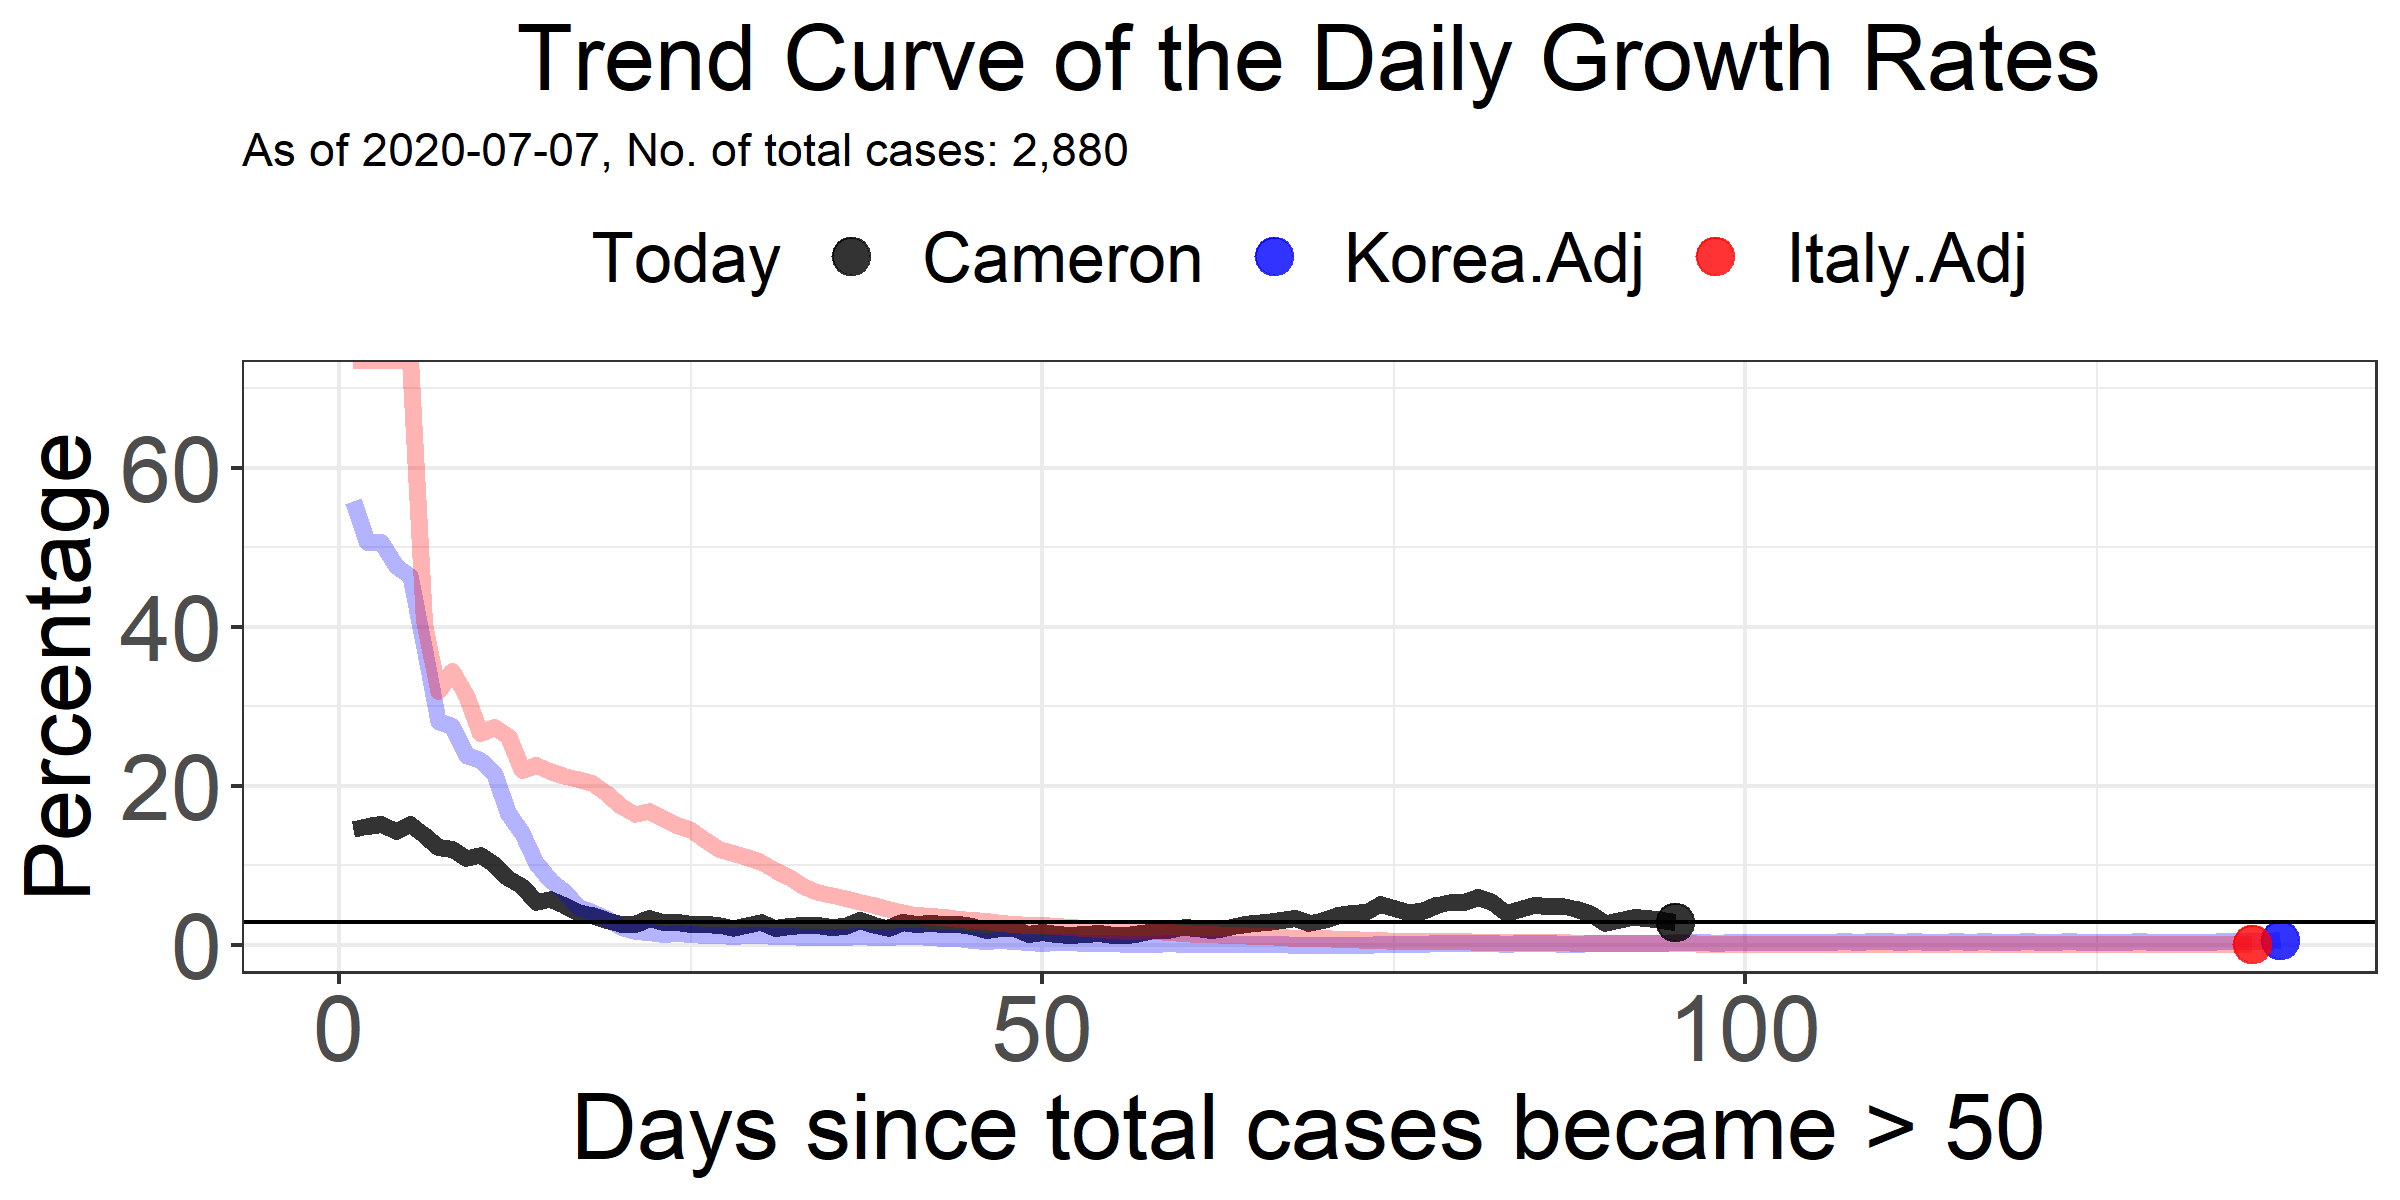 Trend Curve of the Daily Growth Rates
As of 2020-07-07, No. of total cases: 2,880
Today Cameron Korea.Adj Italy.Adj
Percentage
60
40
20
0
0 50 100
Days since total cases became > 50